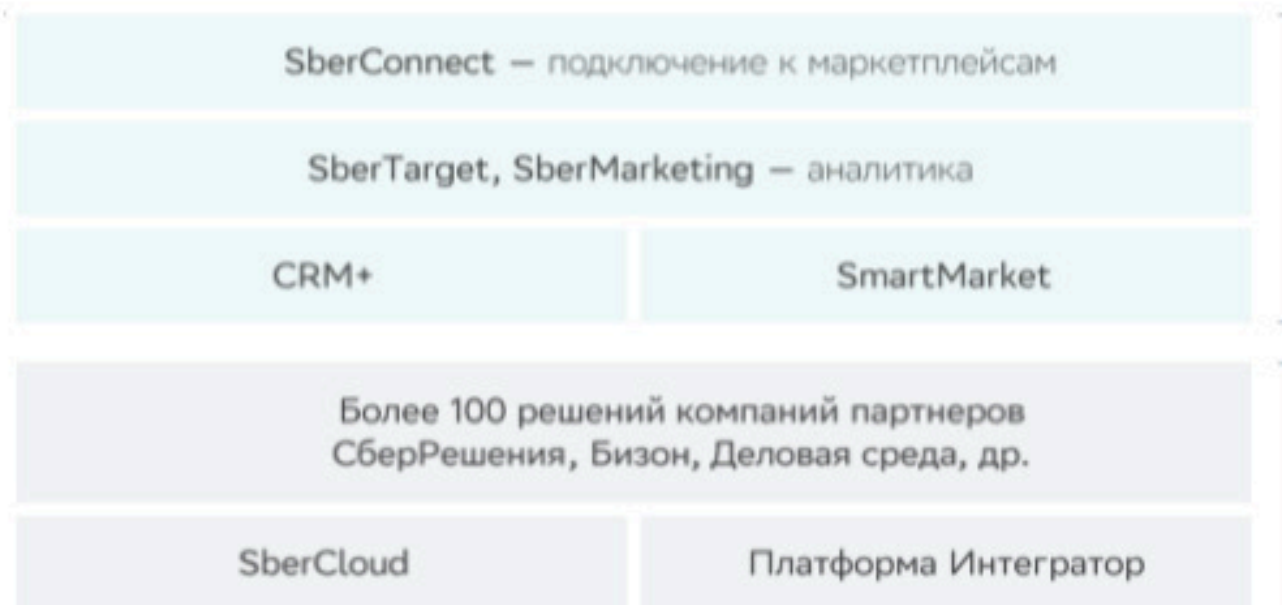 SberConnect — подключение к маркетплейсам
SberTarget, SberMarketing — аналитика
CRM+
SmartMarket
Более 100 решений компаний партнеров
СберРешения, Бизон, Деловая среда, др.
SberCloud
Платформа Интегратор